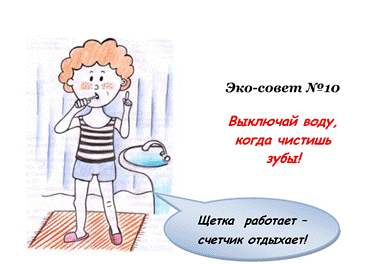 Эко-совет №10
Выключай воду,
когда чистишь
зубы!
Щетка работает –
счетчик отдыхает!